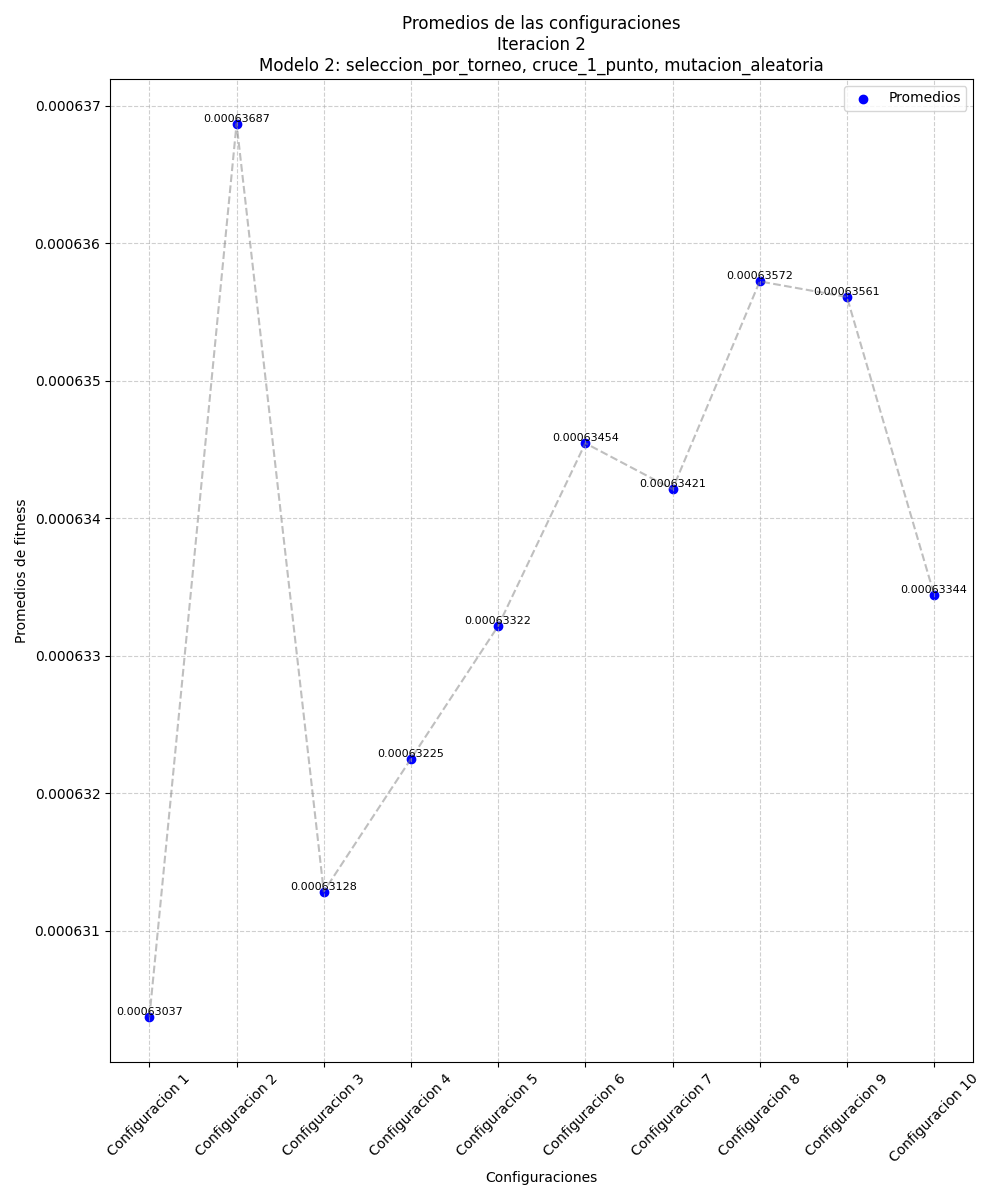 Promedios de las configuraciones
Iteracion 2
Modelo 2: seleccion_por_torneo, cruce_1_punto, mutacion_aleatoria
Promedios
0.000637
0.000636
0.000635
0.000634
0.000633
0.000632
0.000631
Promedios de fitness
0.00063037
0.00063687
0.00063128
0.00063225
0.00063322
0.00063454
0.00063421
0.00063572
0.00063561
0.00063344
Configuracion 1
Configuracion 2
Configuracion 3
Configuracion 4
Configuracion 5
Configuracion 6
Configuracion 7
Configuracion 8
Configuracion 9
Configuracion 10
Configuraciones